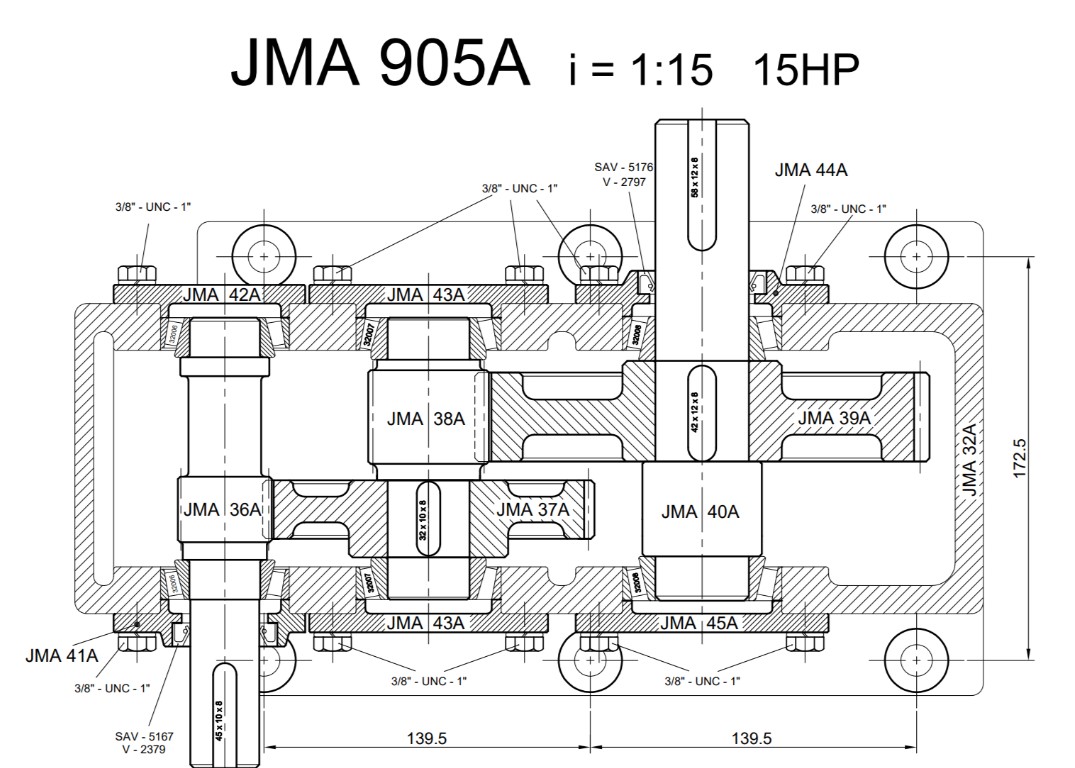 JMA 905A i = 1:15 15HP
SAV - 5176
V - 2797
JMA 44A
3/8" - UNC - 1"
3/8" - UNC - 1"
3/8" - UNC - 1"
58 x 12 x 8
JMA 42A
JMA 43A
32006
32007
32008
JMA 38A
42 x 12 x 8
JMA 39A
JMA 32A
172.5
JMA 36A
32 x 10 x 8
JMA 37A
JMA 40A
32006
32007
32008
JMA 43A
JMA 45A
JMA 41A
3/8" - UNC - 1"
3/8" - UNC - 1"
3/8" - UNC - 1"
45 x 10 x 8
SAV - 5167
V - 2379
139.5
139.5